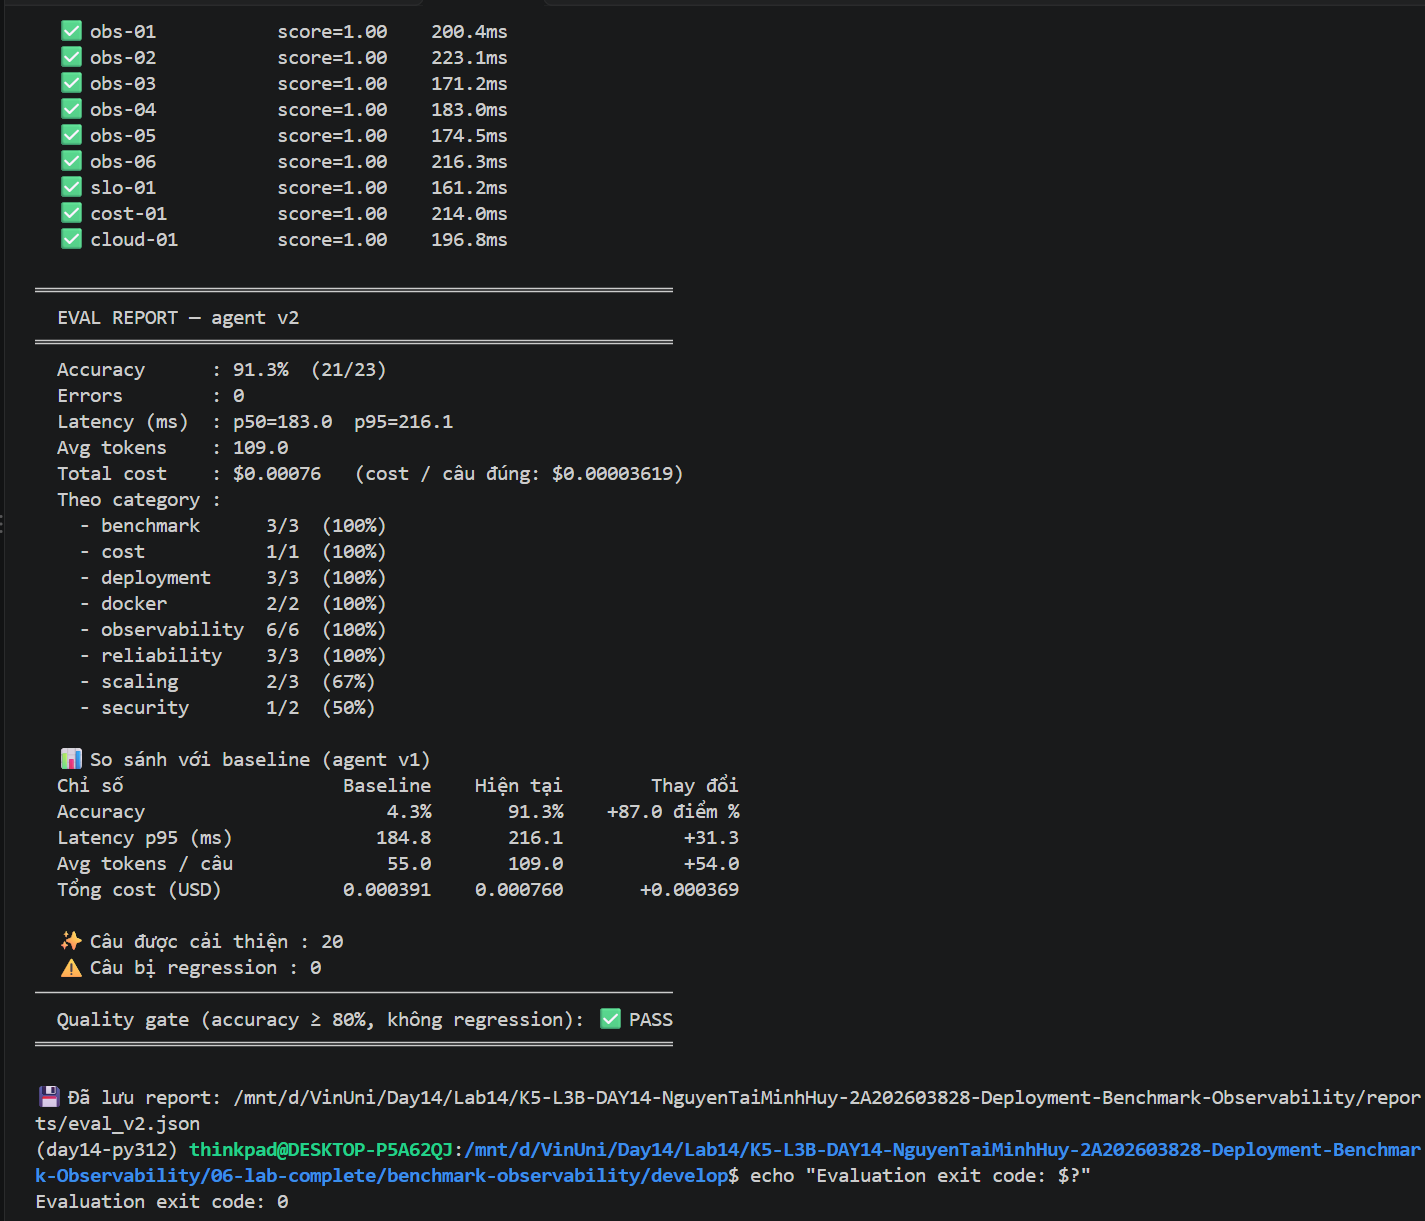 ✅ obs-01           score=1.00    200.4ms
✅ obs-02           score=1.00    223.1ms
✅ obs-03           score=1.00    171.2ms
✅ obs-04           score=1.00    183.0ms
✅ obs-05           score=1.00    174.5ms
✅ obs-06           score=1.00    216.3ms
✅ slo-01           score=1.00    161.2ms
✅ cost-01          score=1.00    214.0ms
✅ cloud-01         score=1.00    196.8ms
EVAL REPORT — agent v2
Accuracy      : 91.3%  (21/23)
Errors        : 0
Latency (ms)  : p50=183.0  p95=216.1
Avg tokens    : 109.0
Total cost    : $0.00076   (cost / câu đúng: $0.00003619)
Theo category :
- benchmark      3/3  (100%)
- cost           1/1  (100%)
- deployment     3/3  (100%)
- docker         2/2  (100%)
- observability  6/6  (100%)
- reliability    3/3  (100%)
- scaling        2/3  (67%)
- security       1/2  (50%)
📊 So sánh với baseline (agent v1)
Chỉ số                    Baseline    Hiện tại        Thay đổi
Accuracy                      4.3%       91.3%    +87.0 điểm %
Latency p95 (ms)             184.8       216.1           +31.3
Avg tokens / câu              55.0       109.0           +54.0
Tổng cost (USD)           0.000391    0.000760       +0.000369
✨ Câu được cải thiện : 20
⚠️ Câu bị regression : 0
Quality gate (accuracy ≥ 80%, không regression): ✅ PASS
💾 Đã lưu report: /mnt/d/VinUni/Day14/Lab14/K5-L3B-DAY14-NguyenTaiMinhHuy-2A202603828-Deployment-Benchmark-Observability/repor
ts/eval_v2.json
(day14-py312) thinkpad@DESKTOP-P5A62QJ:/mnt/d/VinUni/Day14/Lab14/K5-L3B-DAY14-NguyenTaiMinhHuy-2A202603828-Deployment-Benchmar
k-Observability/06-lab-complete/benchmark-observability/develop$ echo "Evaluation exit code: $?"
Evaluation exit code: 0